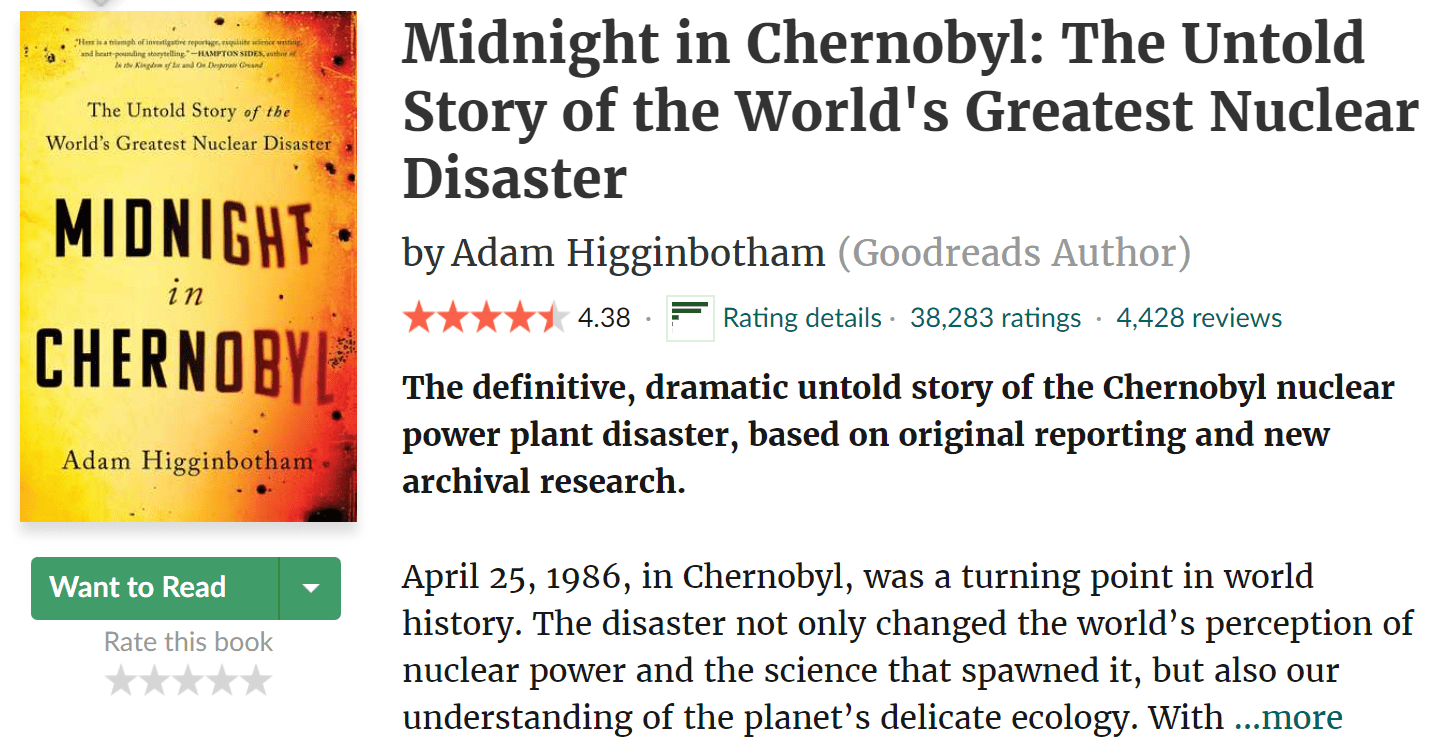 "Here is a triumph of investigative reportage, exquisite science writing,
and heart-pounding storytelling." —HAMPTON SIDES, author of
In the Kingdom of Ice and On Desperate Ground
The Untold Story of the
World's Greatest Nuclear Disaster
MIDNIGHT
in
CHERNOBYL
Adam Higginbotham
Want to Read
Rate this book
Midnight in Chernobyl: The Untold
Story of the World's Greatest Nuclear
Disaster
by Adam Higginbotham (Goodreads Author)
4.38 · Rating details · 38,283 ratings · 4,428 reviews
The definitive, dramatic untold story of the Chernobyl nuclear
power plant disaster, based on original reporting and new
archival research.
April 25, 1986, in Chernobyl, was a turning point in world
history. The disaster not only changed the world’s perception of
nuclear power and the science that spawned it, but also our
understanding of the planet’s delicate ecology. With ...more